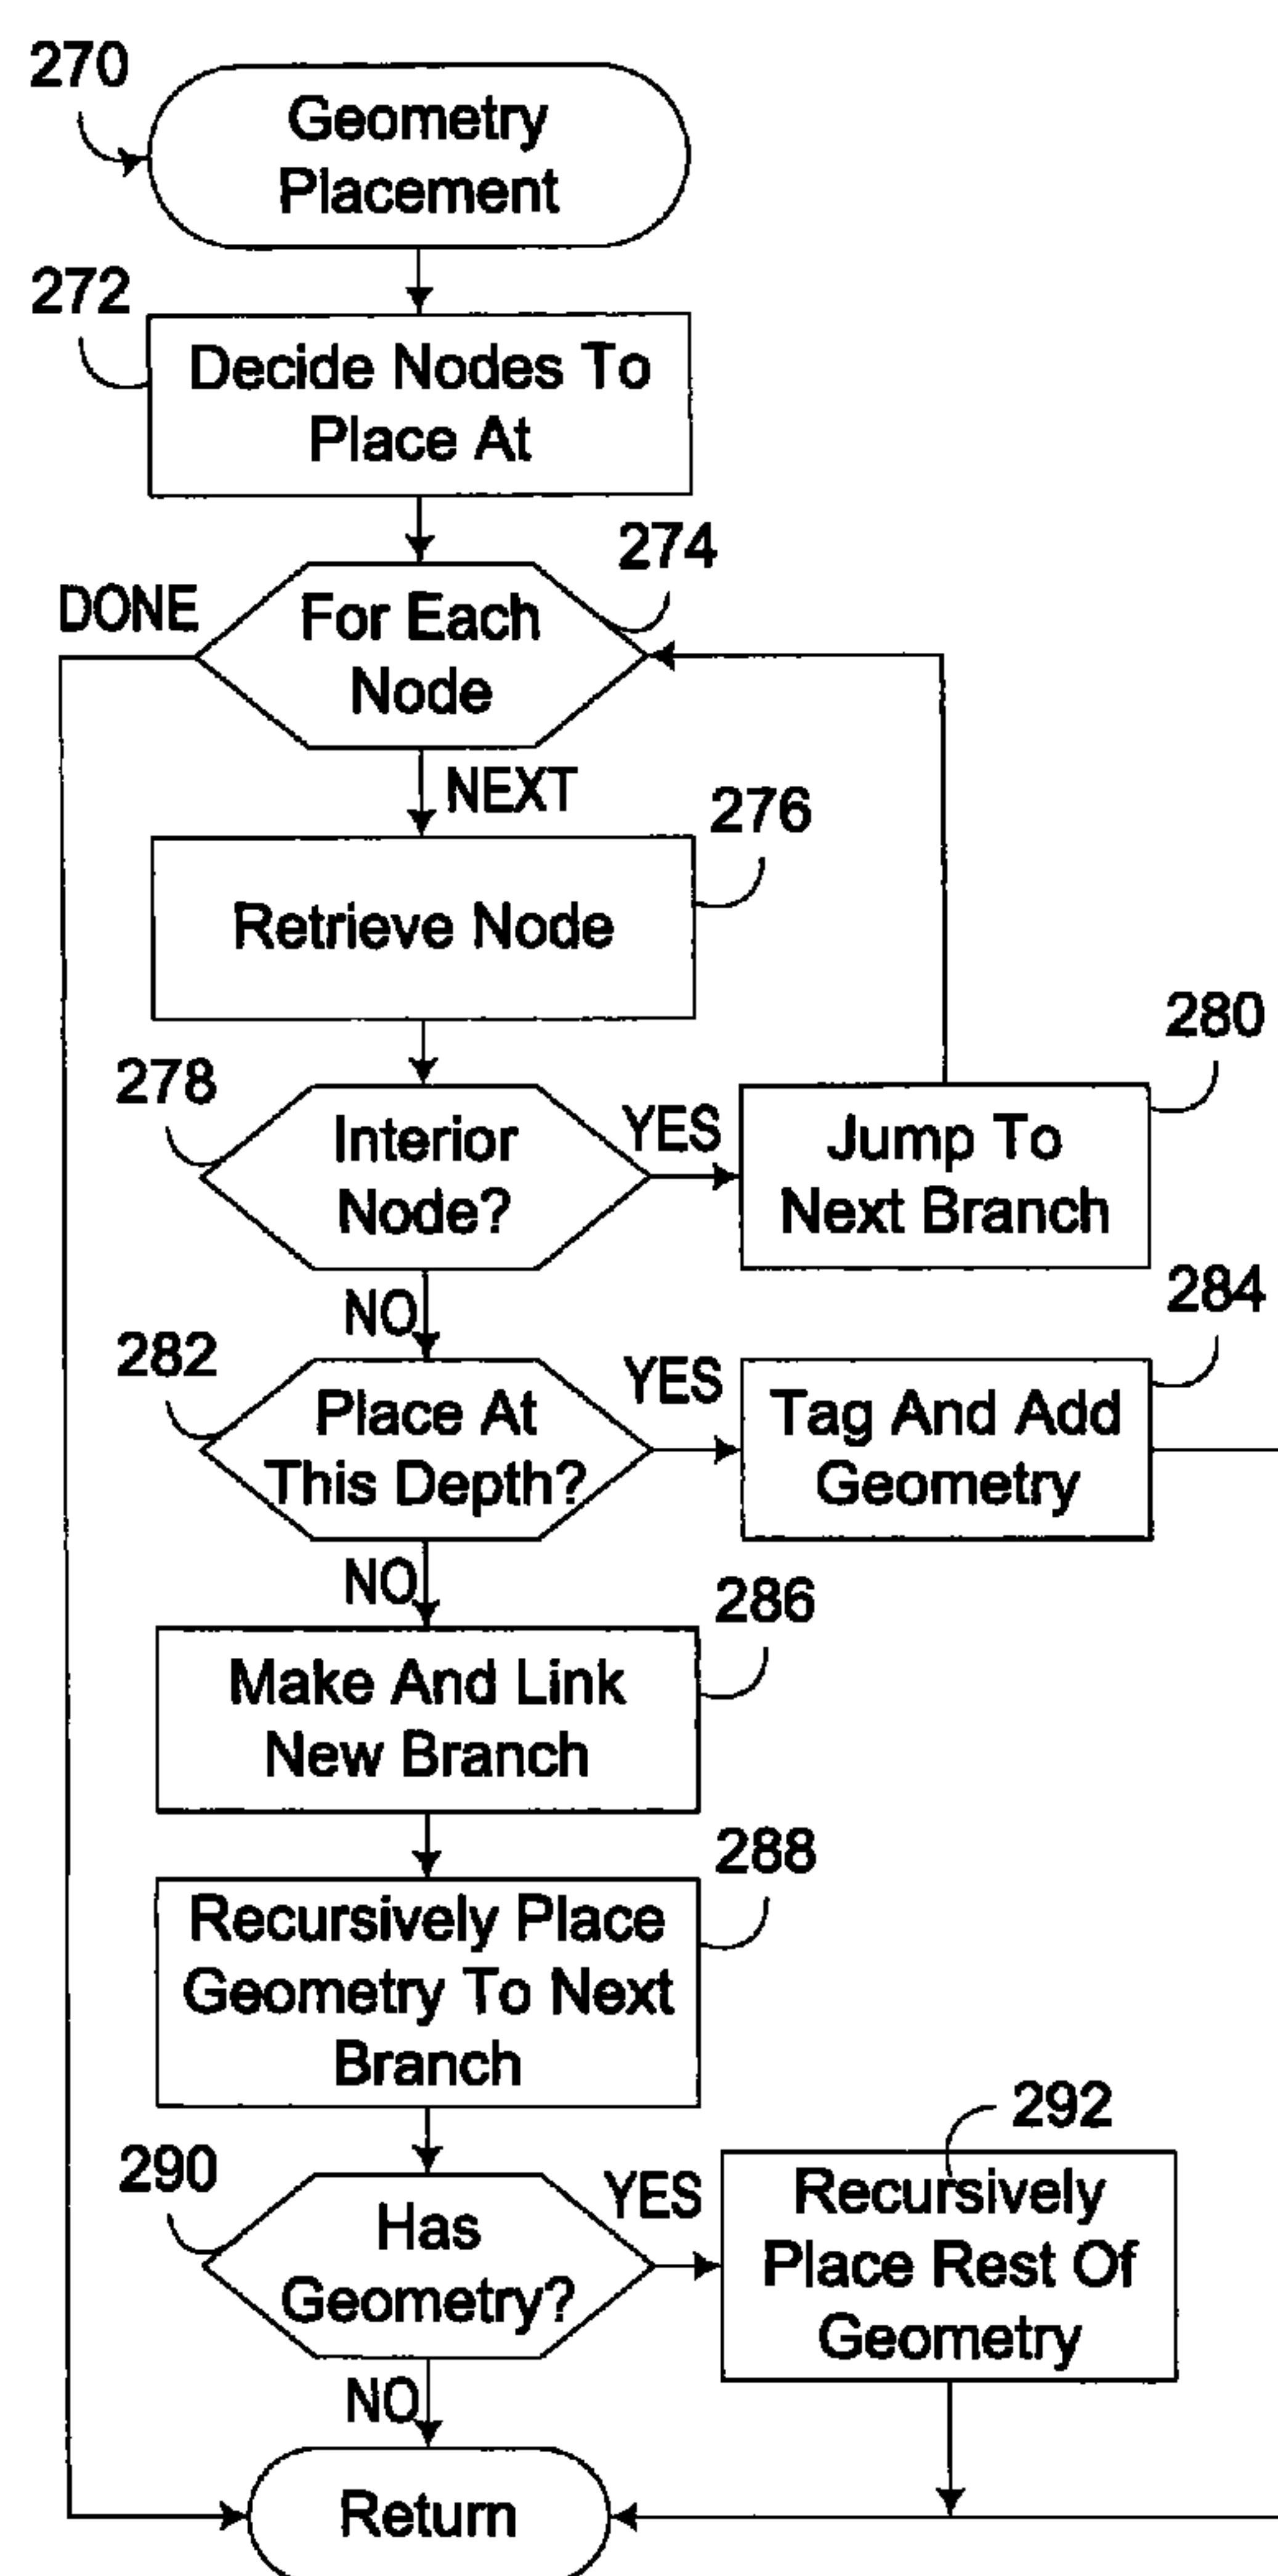 270
Geometry
Placement
272
Decide Nodes To
Place At
274
DONE
For Each
Node
NEXT
276
Retrieve Node
278
280
Interior
Node?
YES
Jump To
Next Branch
NO
282
284
Place At
This Depth?
YES
Tag And Add
Geometry
NO
286
Make And Link
New Branch
288
Recursively Place
Geometry To Next
Branch
290
292
Has
Geometry?
YES
Recursively
Place Rest Of
Geometry
NO
Return